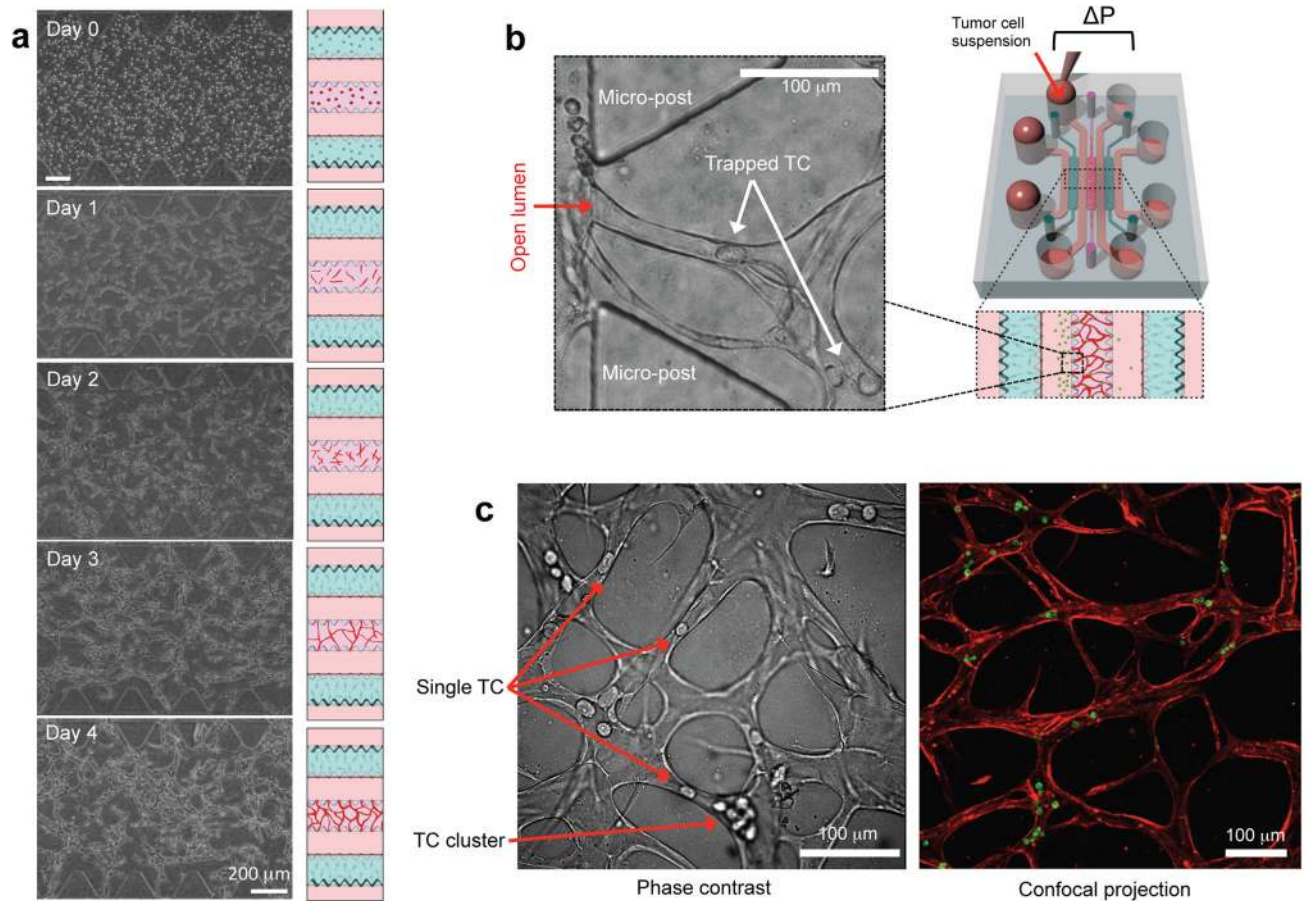 a
Day 0
Day 1
Day 2
Day 3
Day 4
200 μm
b
100 μm
Micro-post
Trapped TC
Open lumen
Micro-post
Tumor cell
suspension
ΔP
c
Single TC
TC cluster
100 μm
Phase contrast
100 μm
Confocal projection